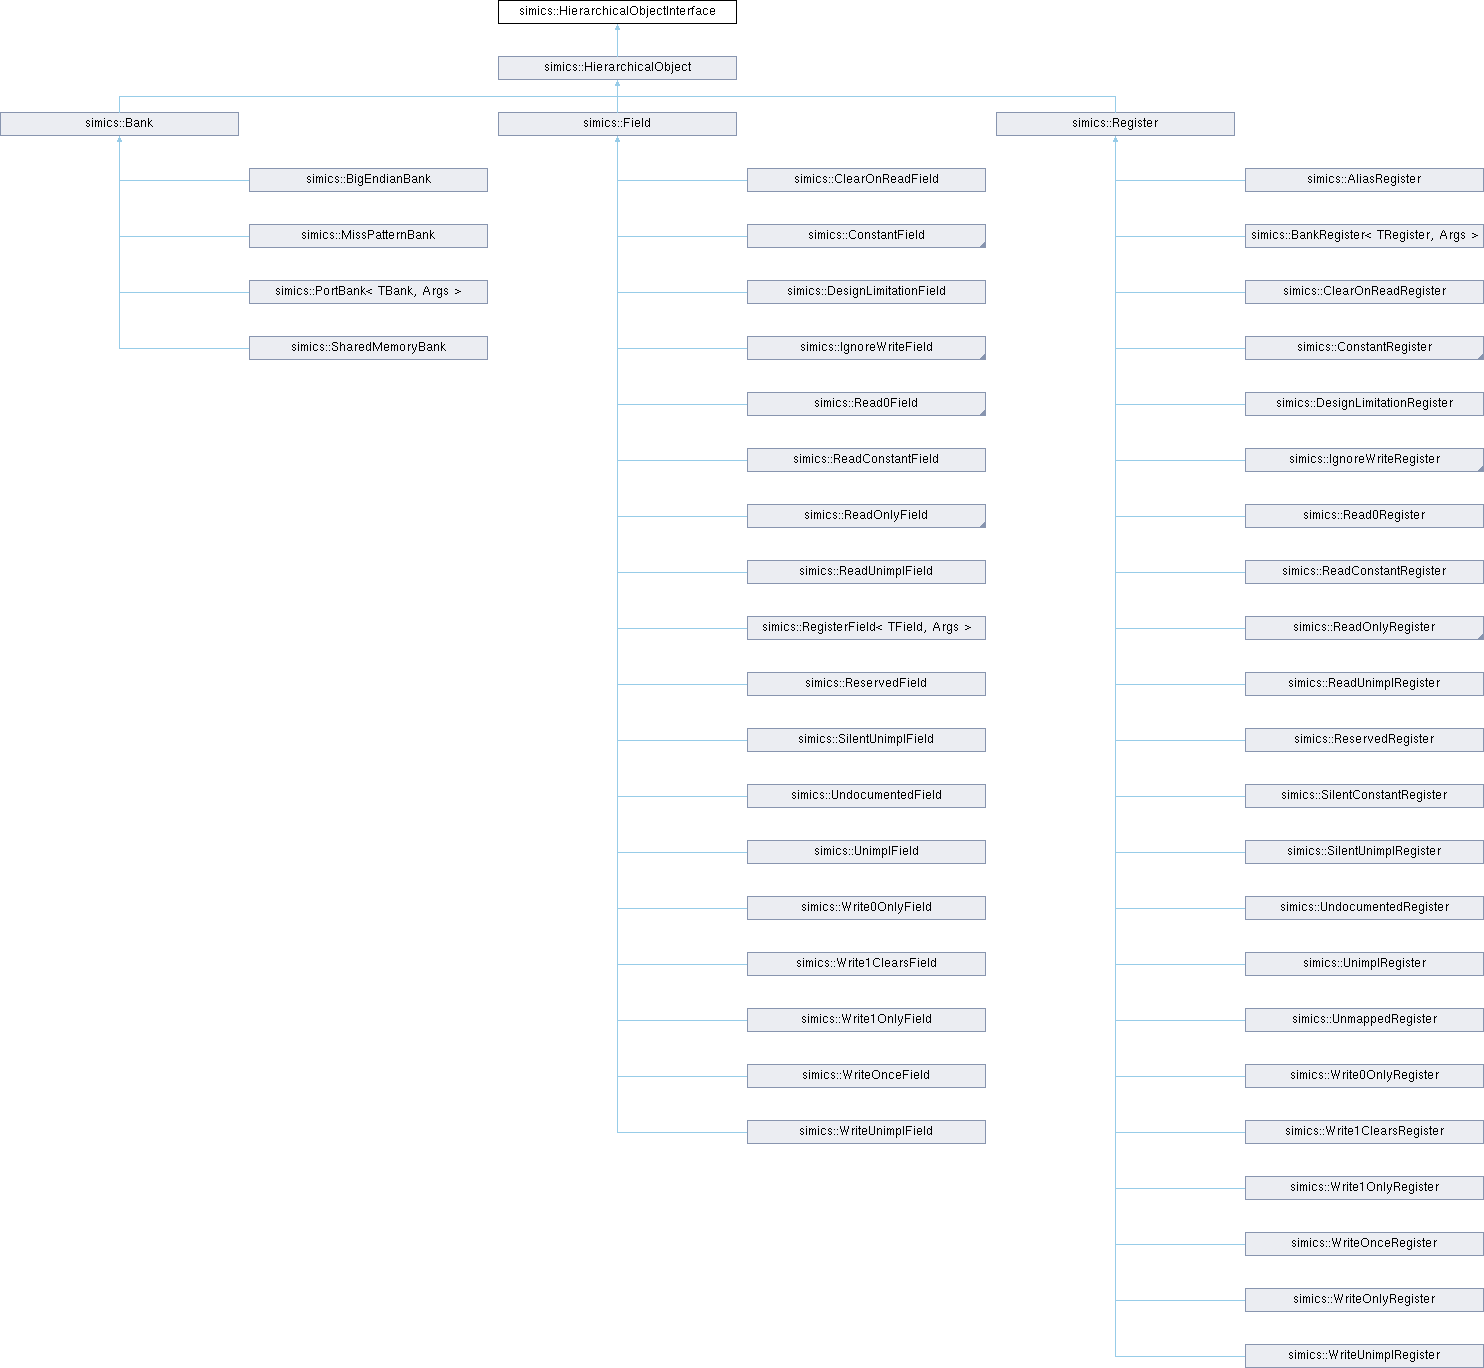 simics::HierarchicalObjectInterface
simics::HierarchicalObject
simics::Bank
simics::Field
simics::Register
simics::BigEndianBank
simics::MissPatternBank
simics::PortBank< TBank, Args >
simics::SharedMemoryBank
simics::ClearOnReadField
simics::ConstantField
simics::DesignLimitationField
simics::IgnoreWriteField
simics::Read0Field
simics::ReadConstantField
simics::ReadOnlyField
simics::ReadUnimplField
simics::RegisterField< TField, Args >
simics::ReservedField
simics::SilentUnimplField
simics::UndocumentedField
simics::UnimplField
simics::Write0OnlyField
simics::Write1ClearsField
simics::Write1OnlyField
simics::WriteOnceField
simics::WriteUnimplField
simics::AliasRegister
simics::BankRegister< TRegister, Args >
simics::ClearOnReadRegister
simics::ConstantRegister
simics::DesignLimitationRegister
simics::IgnoreWriteRegister
simics::Read0Register
simics::ReadConstantRegister
simics::ReadOnlyRegister
simics::ReadUnimplRegister
simics::ReservedRegister
simics::SilentConstantRegister
simics::SilentUnimplRegister
simics::UndocumentedRegister
simics::UnimplRegister
simics::UnmappedRegister
simics::Write0OnlyRegister
simics::Write1ClearsRegister
simics::Write1OnlyRegister
simics::WriteOnceRegister
simics::WriteOnlyRegister
simics::WriteUnimplRegister